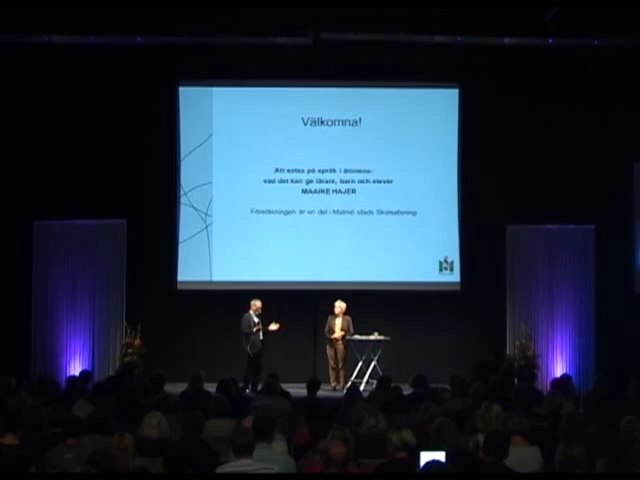 Välkomna!
Att satsa på språk i ämnena:
vad det kan ge lärare, barn och elever
MAAIKE HAJER
Föreläsningen är en del i Malmö stads Skolsatsning